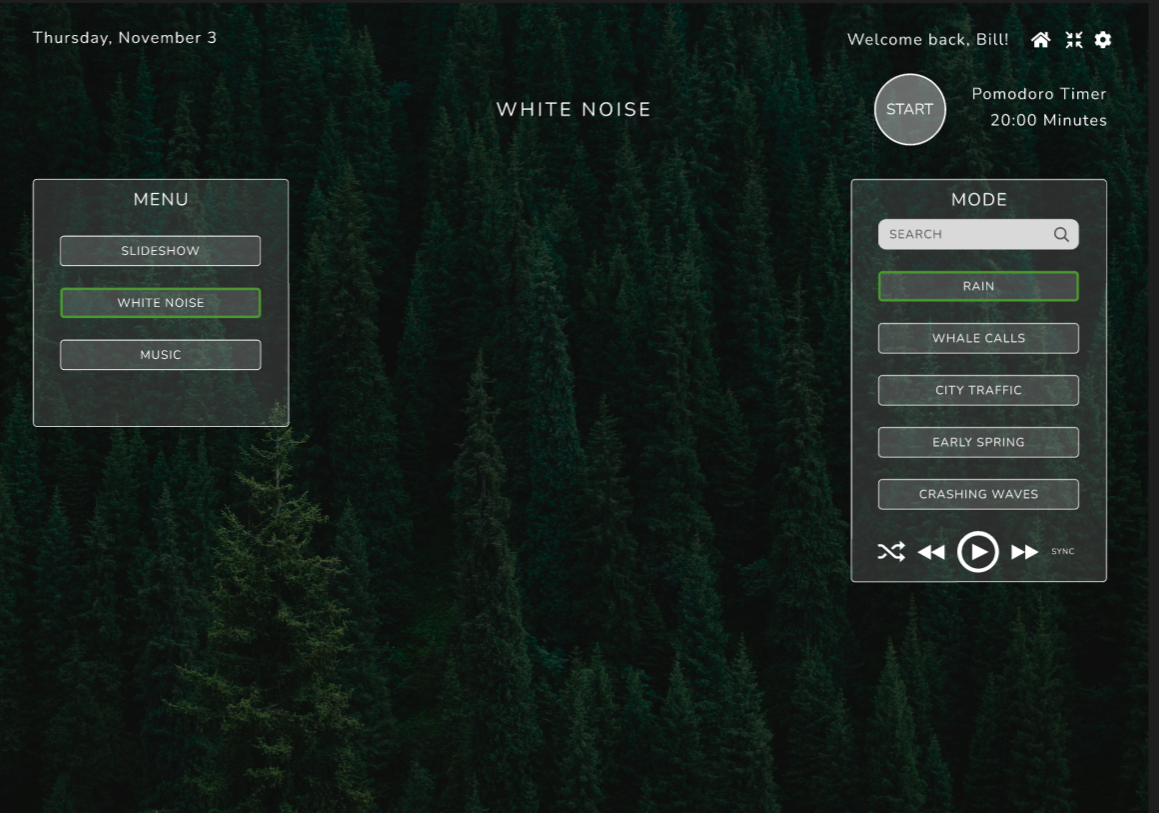 Thursday, November 3
Welcome back, Bill!
WHITE NOISE
START
Pomodoro Timer
20:00 Minutes
MENU
SLIDESHOW
WHITE NOISE
MUSIC
MODE
SEARCH
RAIN
WHALE CALLS
CITY TRAFFIC
EARLY SPRING
CRASHING WAVES
SYNC